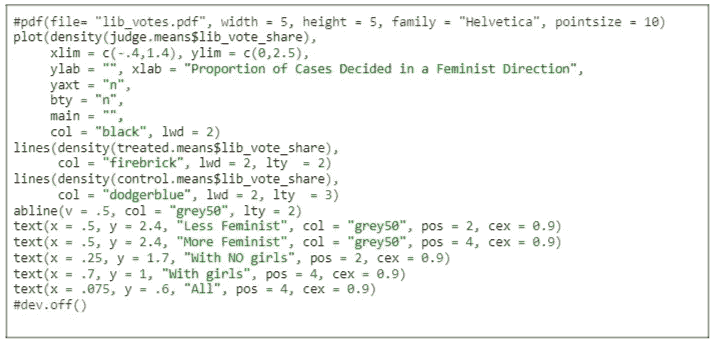 #pdf(file= "lib_votes.pdf", width = 5, height = 5, family = "Helvetica", pointsize = 10)
plot(density(judge.means$lib_vote_share),
     xlim = c(-.4,1.4), ylim = c(0,2.5),
     ylab = "", xlab = "Proportion of Cases Decided in a Feminist Direction",
     yaxt = "n",
     bty = "n",
     main = "",
     col = "black", lwd = 2)
lines(density(treated.means$lib_vote_share),
      col = "firebrick", lwd = 2, lty  = 2)
lines(density(control.means$lib_vote_share),
      col = "dodgerblue", lwd = 2, lty  = 3)
abline(v = .5, col = "grey50", lty = 2)
text(x = .5, y = 2.4, "Less Feminist", col = "grey50", pos = 2, cex = 0.9)
text(x = .5, y = 2.4, "More Feminist", col = "grey50", pos = 4, cex = 0.9)
text(x = .25, y = 1.7, "With NO girls", pos = 2, cex = 0.9)
text(x = .7, y = 1, "With girls", pos = 4, cex = 0.9)
text(x = .075, y = .6, "All", pos = 4, cex = 0.9)
#dev.off()